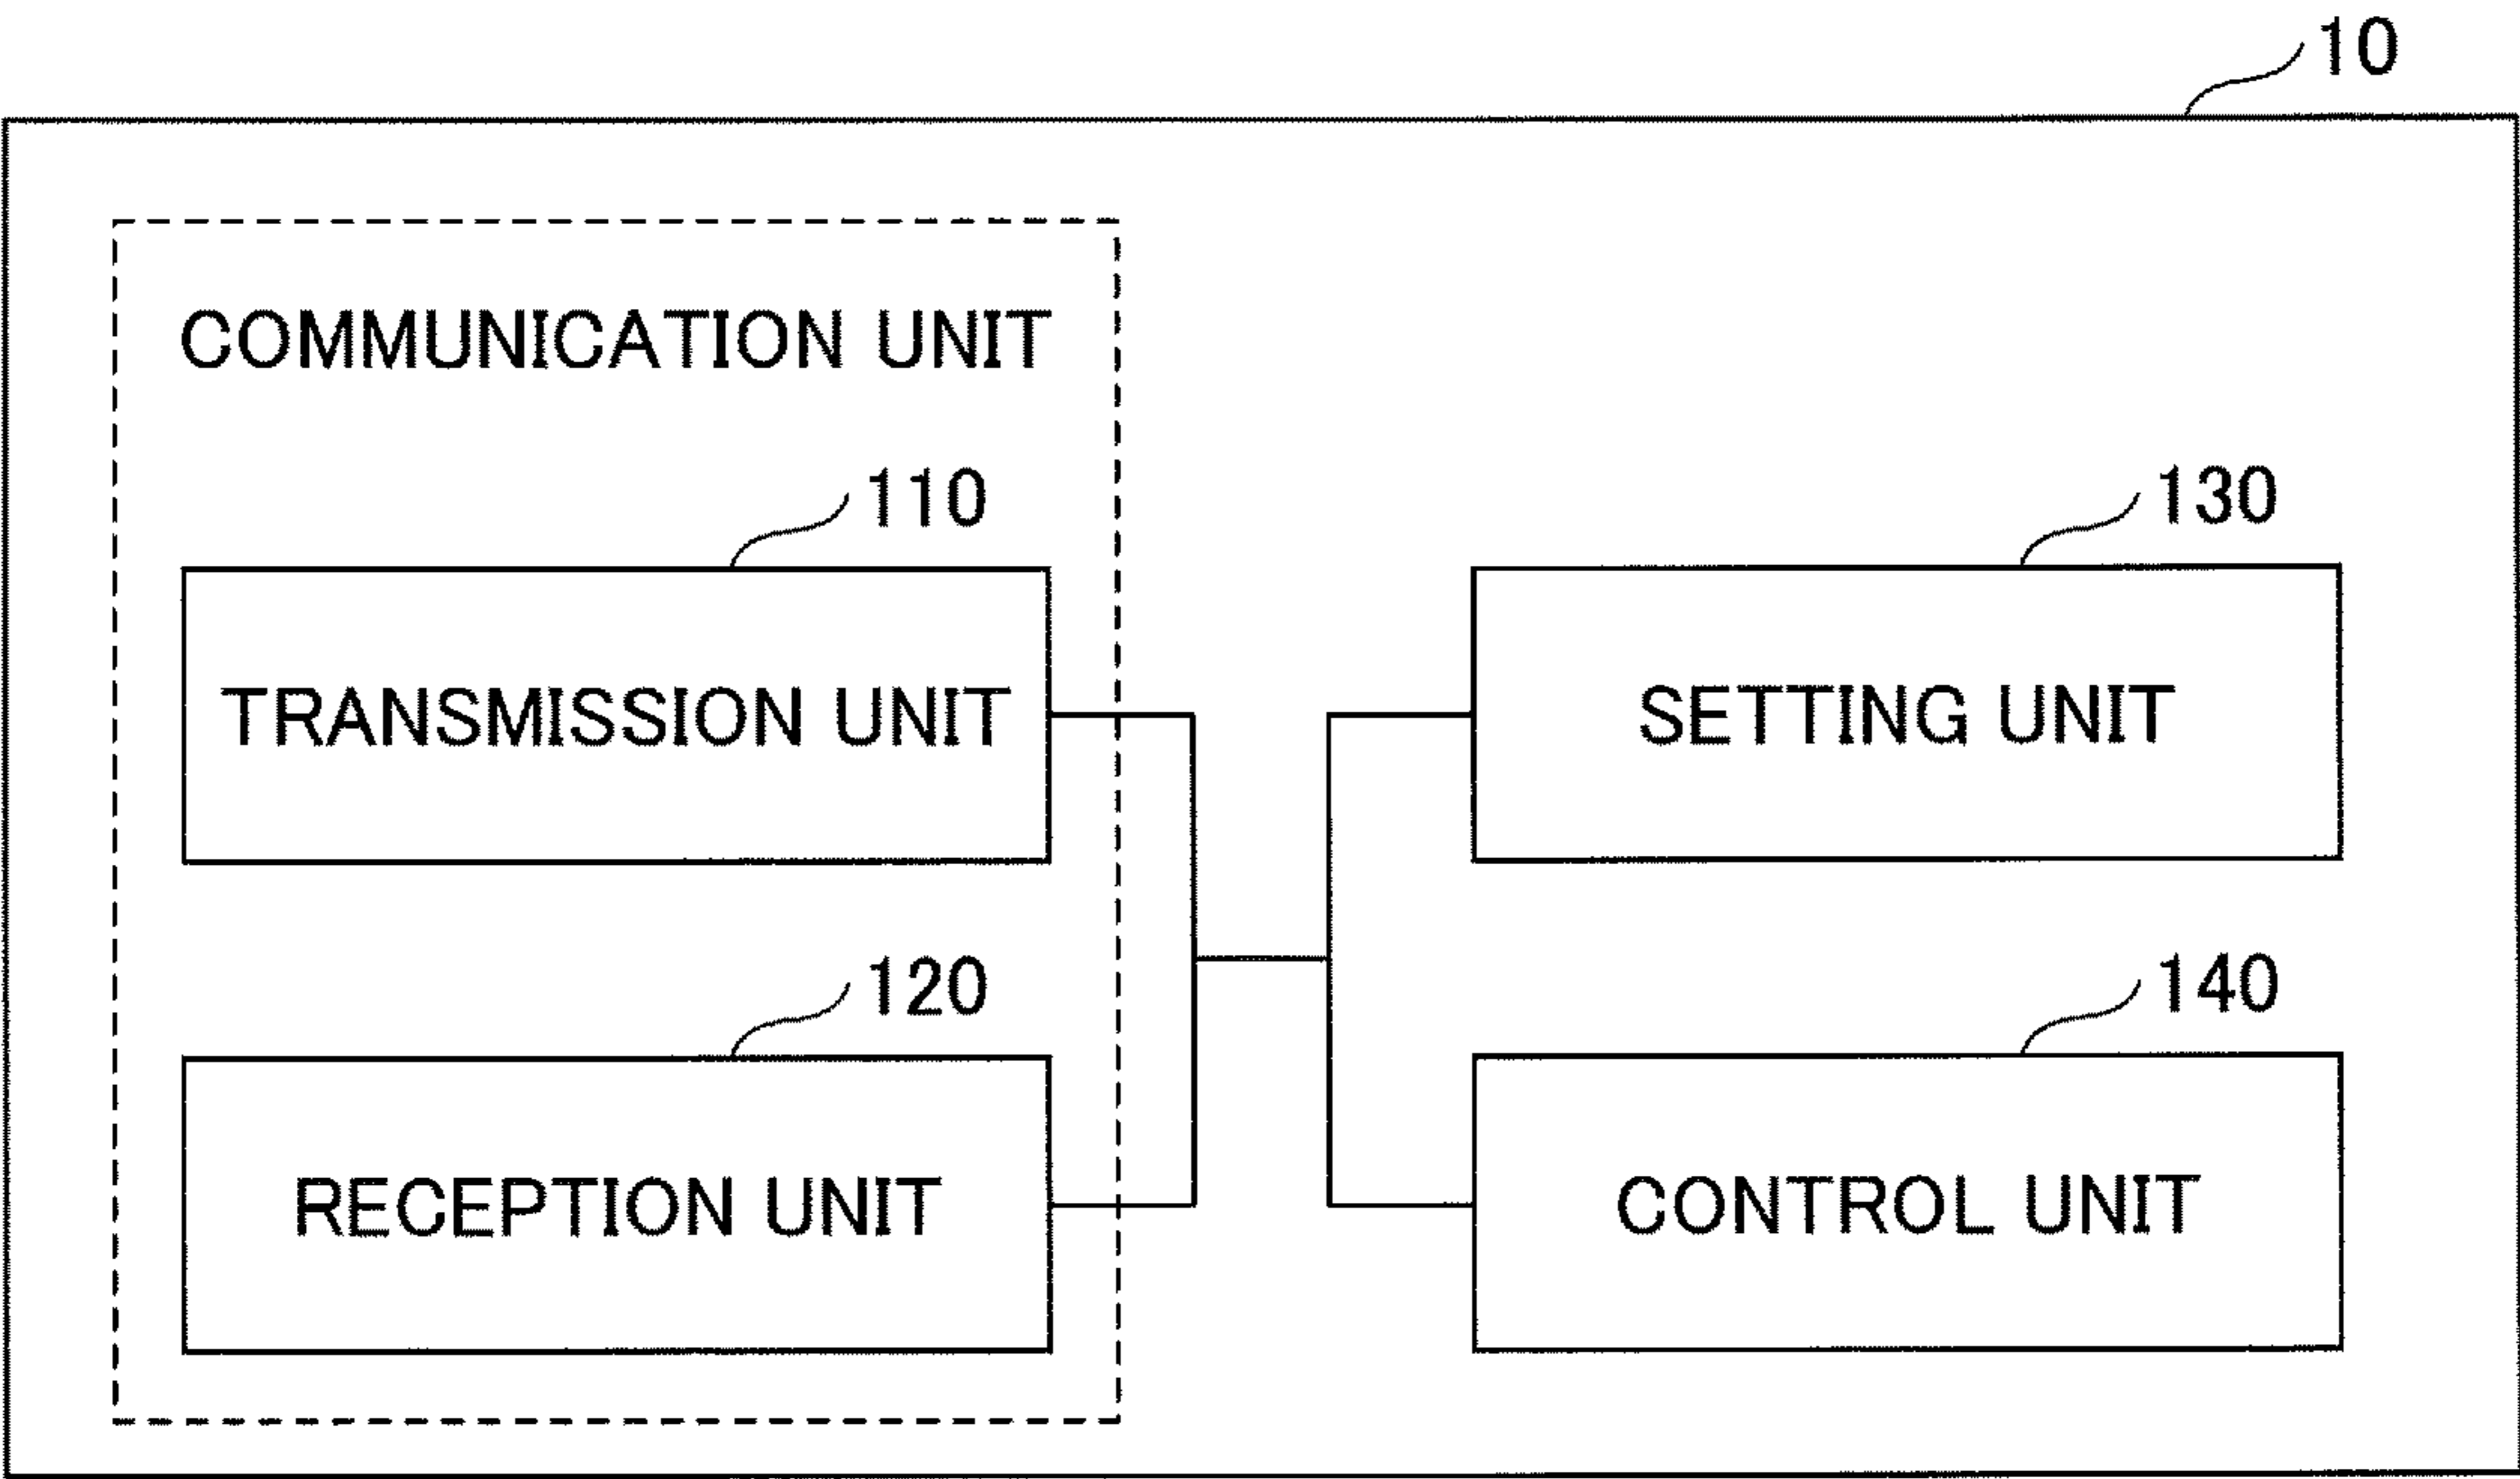 10
COMMUNICATION UNIT
110
TRANSMISSION UNIT
120
RECEPTION UNIT
130
SETTING UNIT
140
CONTROL UNIT